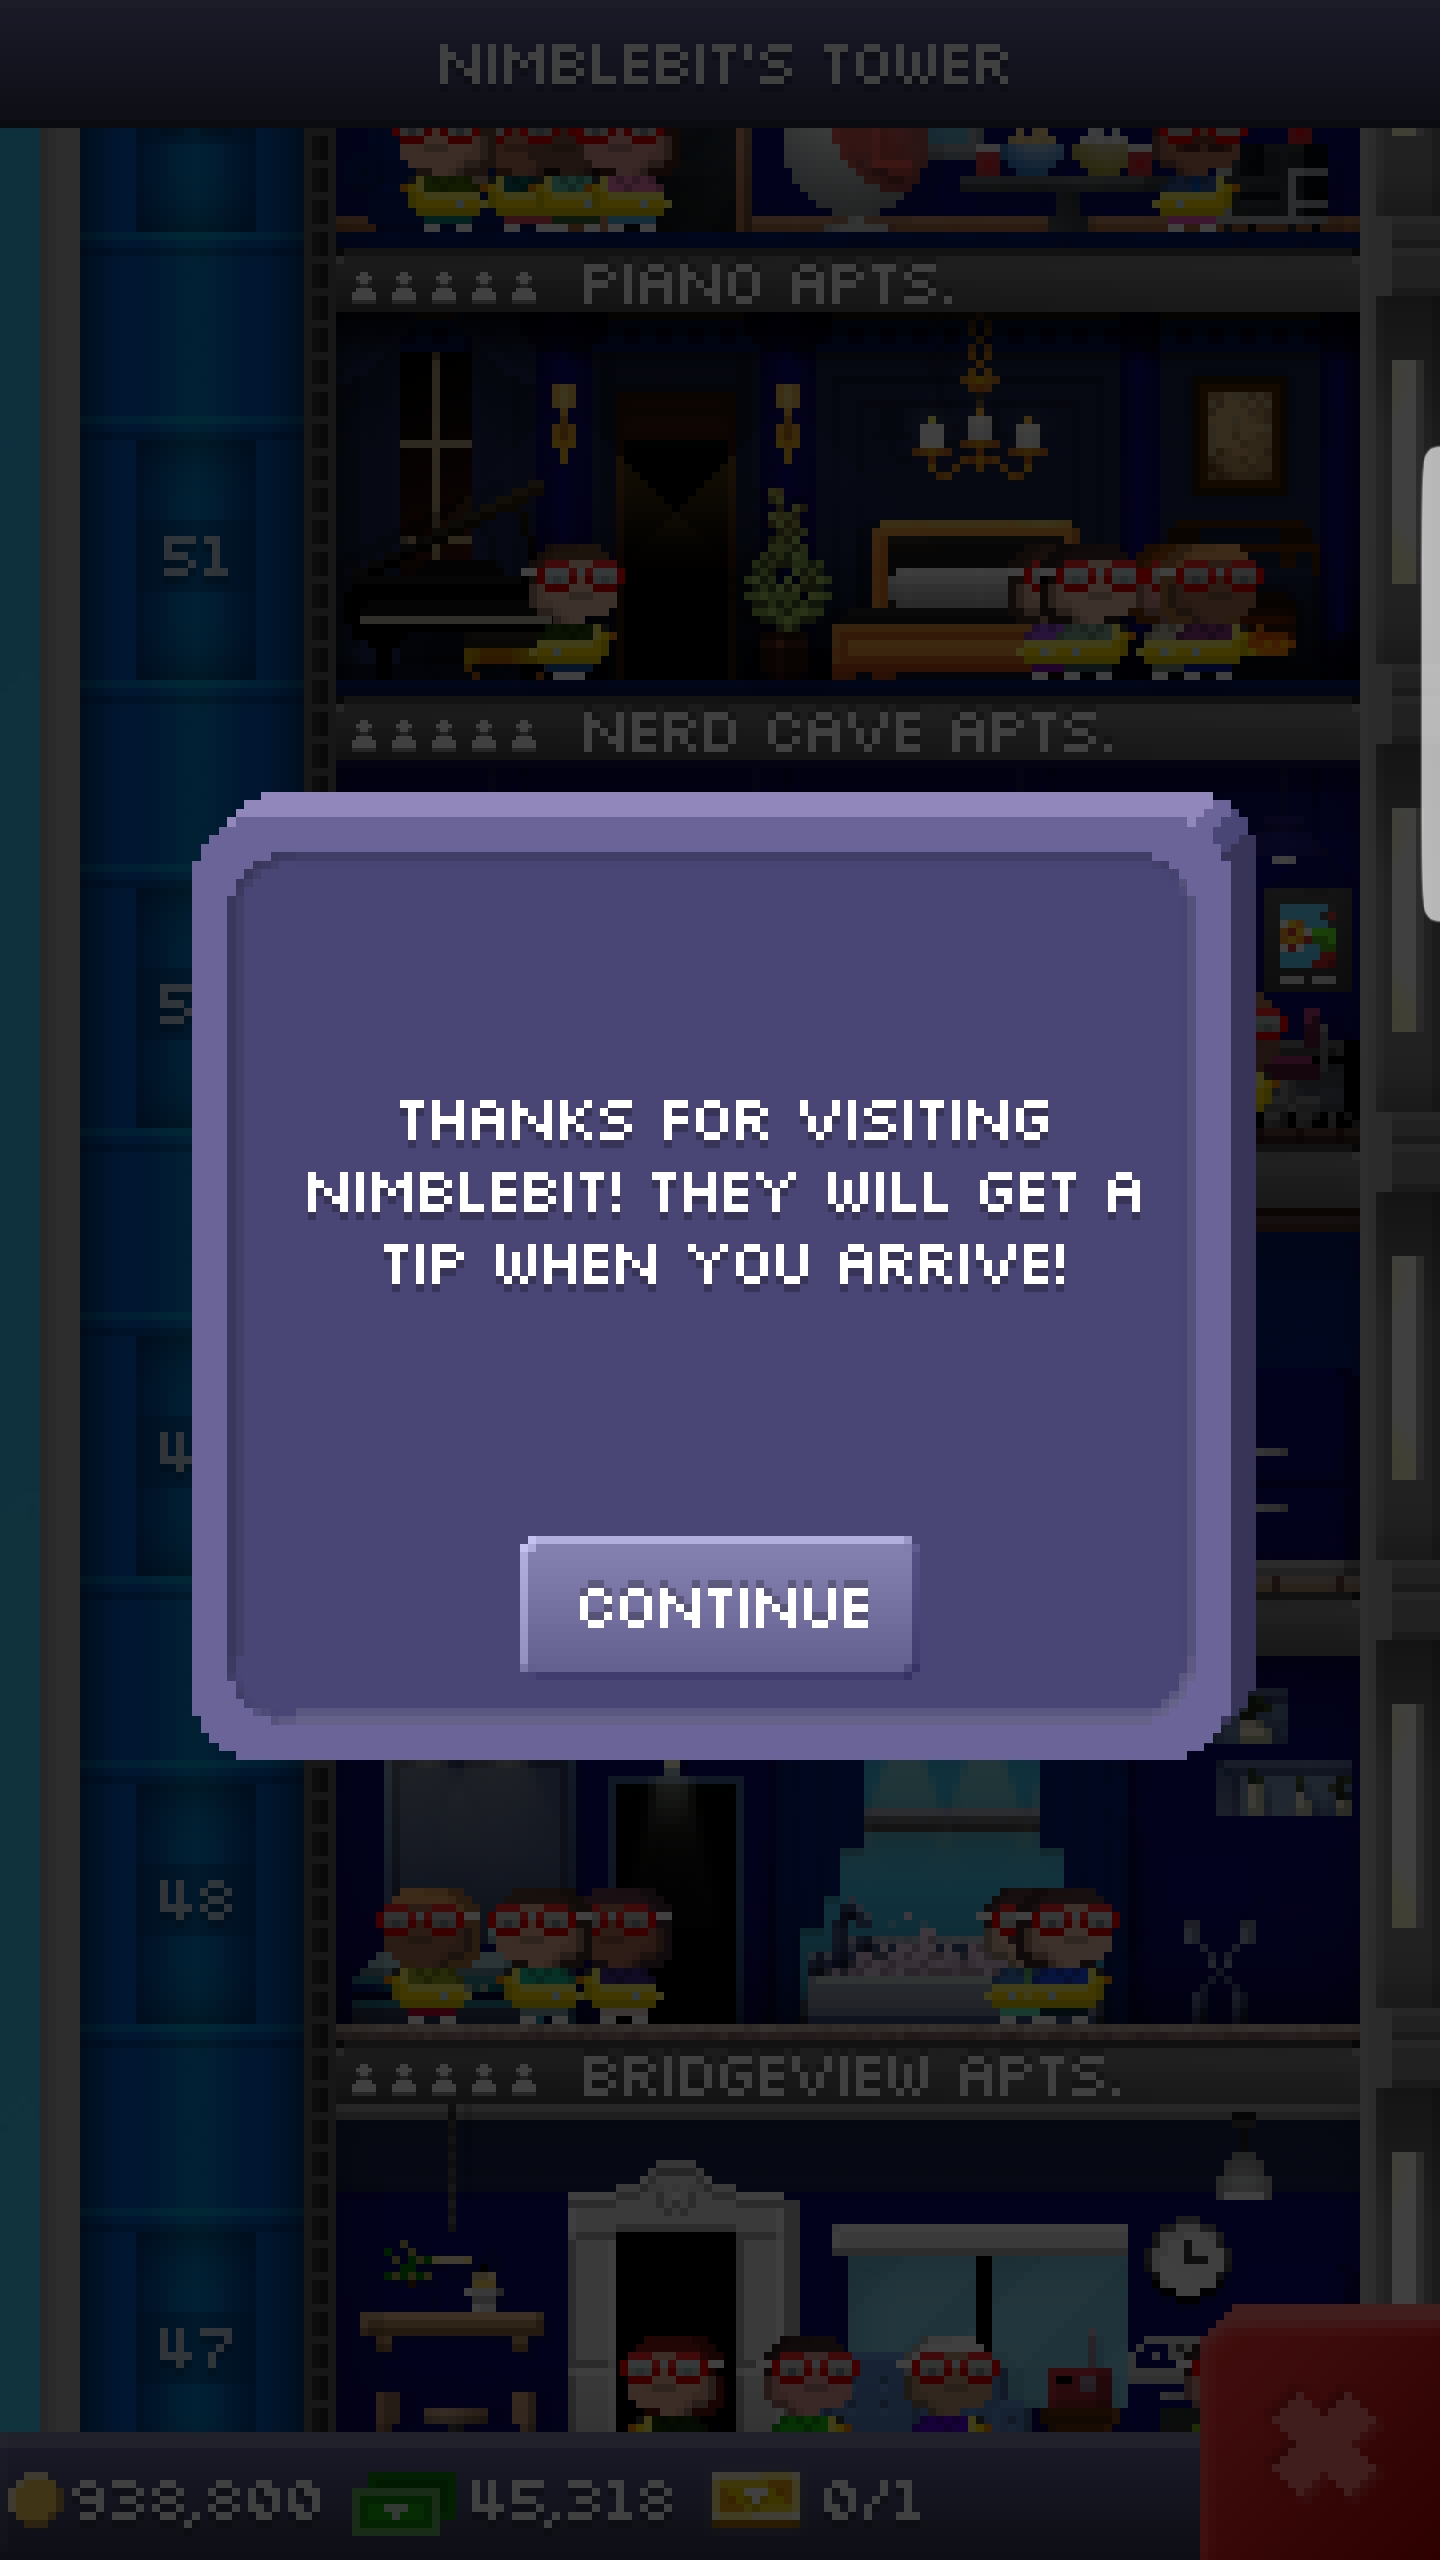 NIMBLEBIT'S TOWER
PIANO APTS.
51
NERD CAVE APTS.
THANKS FOR VISITING
NIMBLEBIT! THEY WILL GET A
TIP WHEN YOU ARRIVE!
CONTINUE
48
BRIDGEVIEW APTS.
47
938,800 45,318 0/1